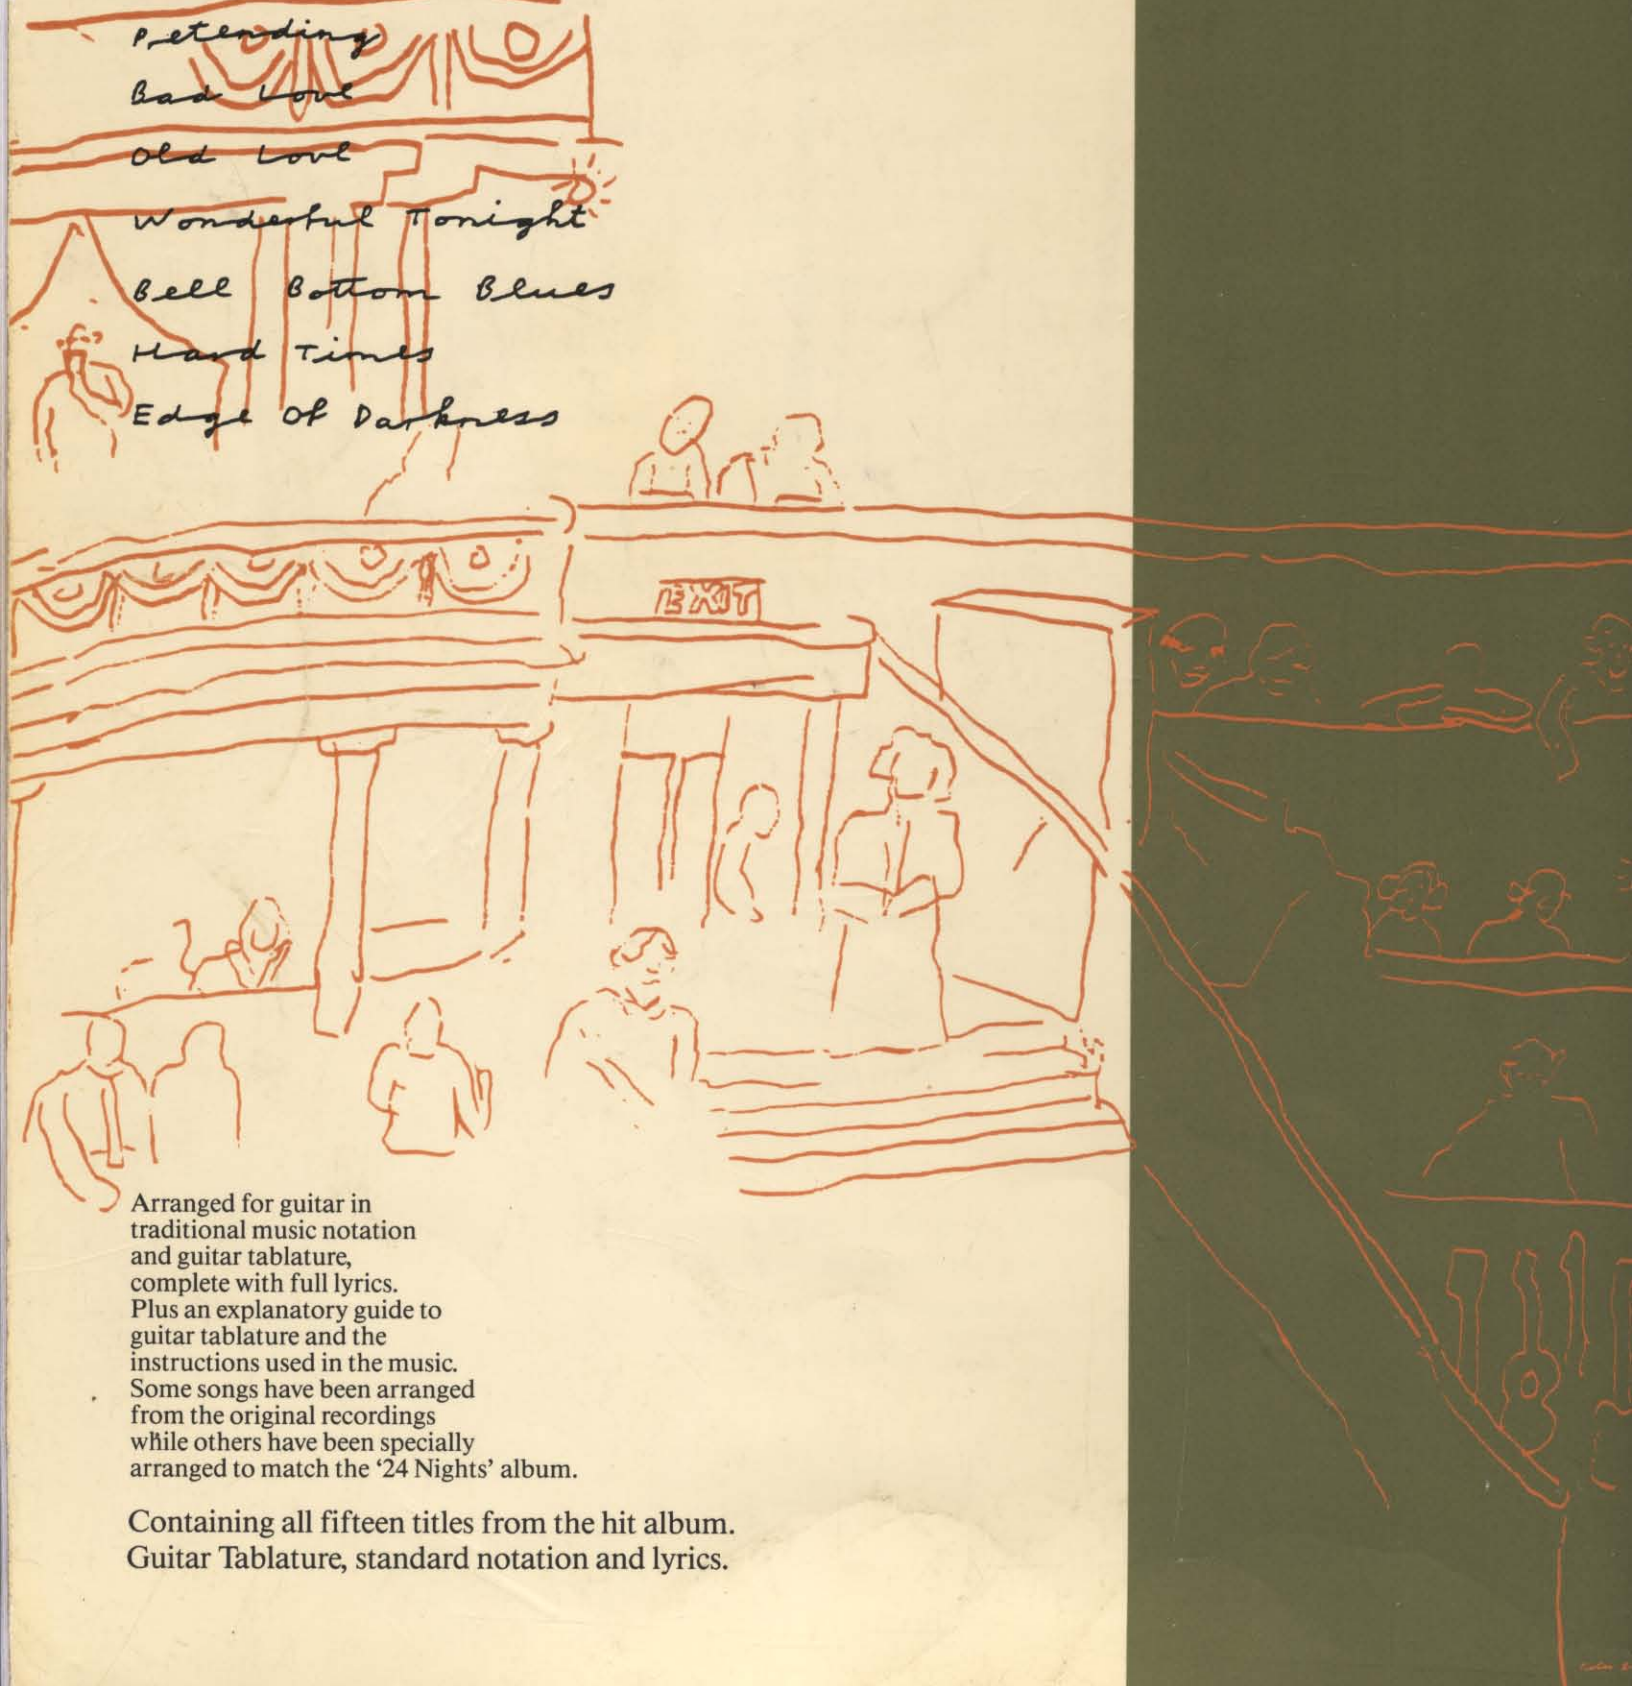 Petending
Bad Love
Old Love
Wonderful Tonight
Bell Bottom Blues
Hard Times
Edge Of Darkness
EXIT
Arranged for guitar in
traditional music notation
and guitar tablature,
complete with full lyrics.
Plus an explanatory guide to
guitar tablature and the
instructions used in the music.
Some songs have been arranged
from the original recordings
while others have been specially
arranged to match the ‘24 Nights’ album.
Containing all fifteen titles from the hit album.
Guitar Tablature, standard notation and lyrics.